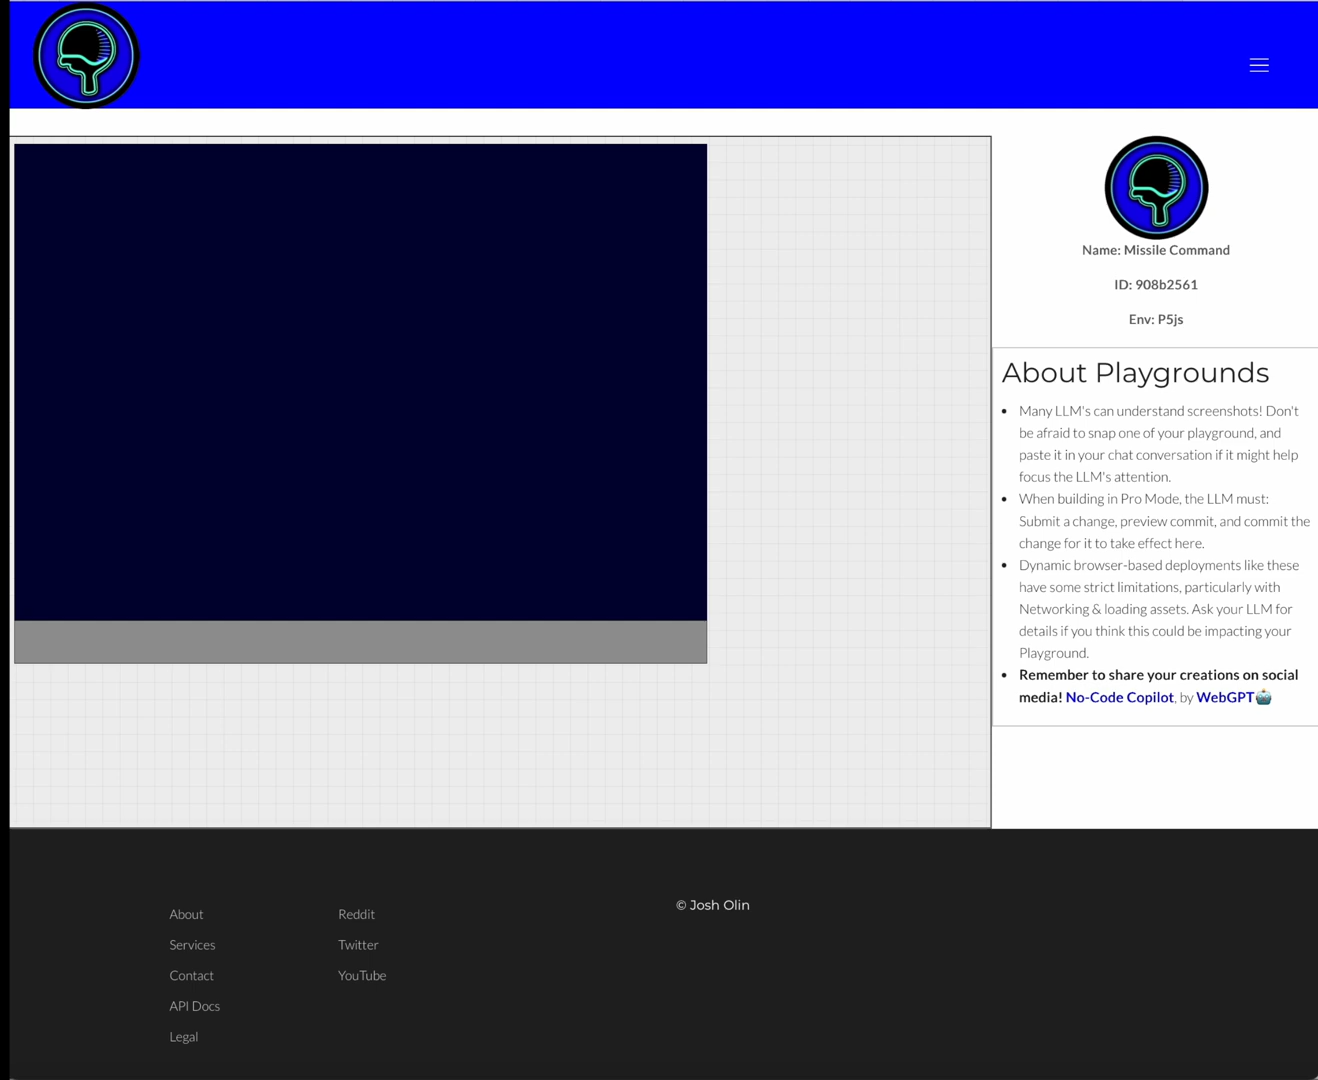 Name: Missile Command
ID: 908b2561
Env: P5js
About Playgrounds
Many LLM's can understand screenshots! Don't
be afraid to snap one of your playground, and
paste it in your chat conversation if it might help
focus the LLM's attention.
When building in Pro Mode, the LLM must:
Submit a change, preview commit, and commit the
change for it to take effect here.
Dynamic browser-based deployments like these
have some strict limitations, particularly with
Networking & loading assets. Ask your LLM for
details if you think this could be impacting your
Playground.
Remember to share your creations on social
media! No-Code Copilot, by WebGPT🤖
About
Services
Contact
API Docs
Legal
Reddit
Twitter
YouTube
© Josh Olin